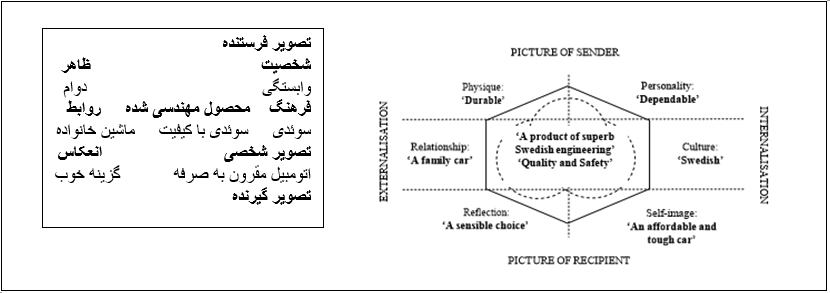 تصویر فرستنده
شخصیت ظاهر
وابستگی دوام
فرهنگ محصول مهندسی شده روابط
سوئدی سوئدی با کیفیت ماشین خانواده
تصویر شخصی انعکاس
اتومبیل مقرون به صرفه گزینه خوب
تصویر گیرنده
PICTURE OF SENDER
Physique:
'Durable'
Personality:
'Dependable'
EXTERNALISATION
Relationship:
'A family car'
'A product of superb
Swedish engineering'
'Quality and Safety'
Culture:
'Swedish'
INTERNALISATION
Reflection:
'A sensible choice'
Self-image:
'An affordable and
tough car'
PICTURE OF RECIPIENT